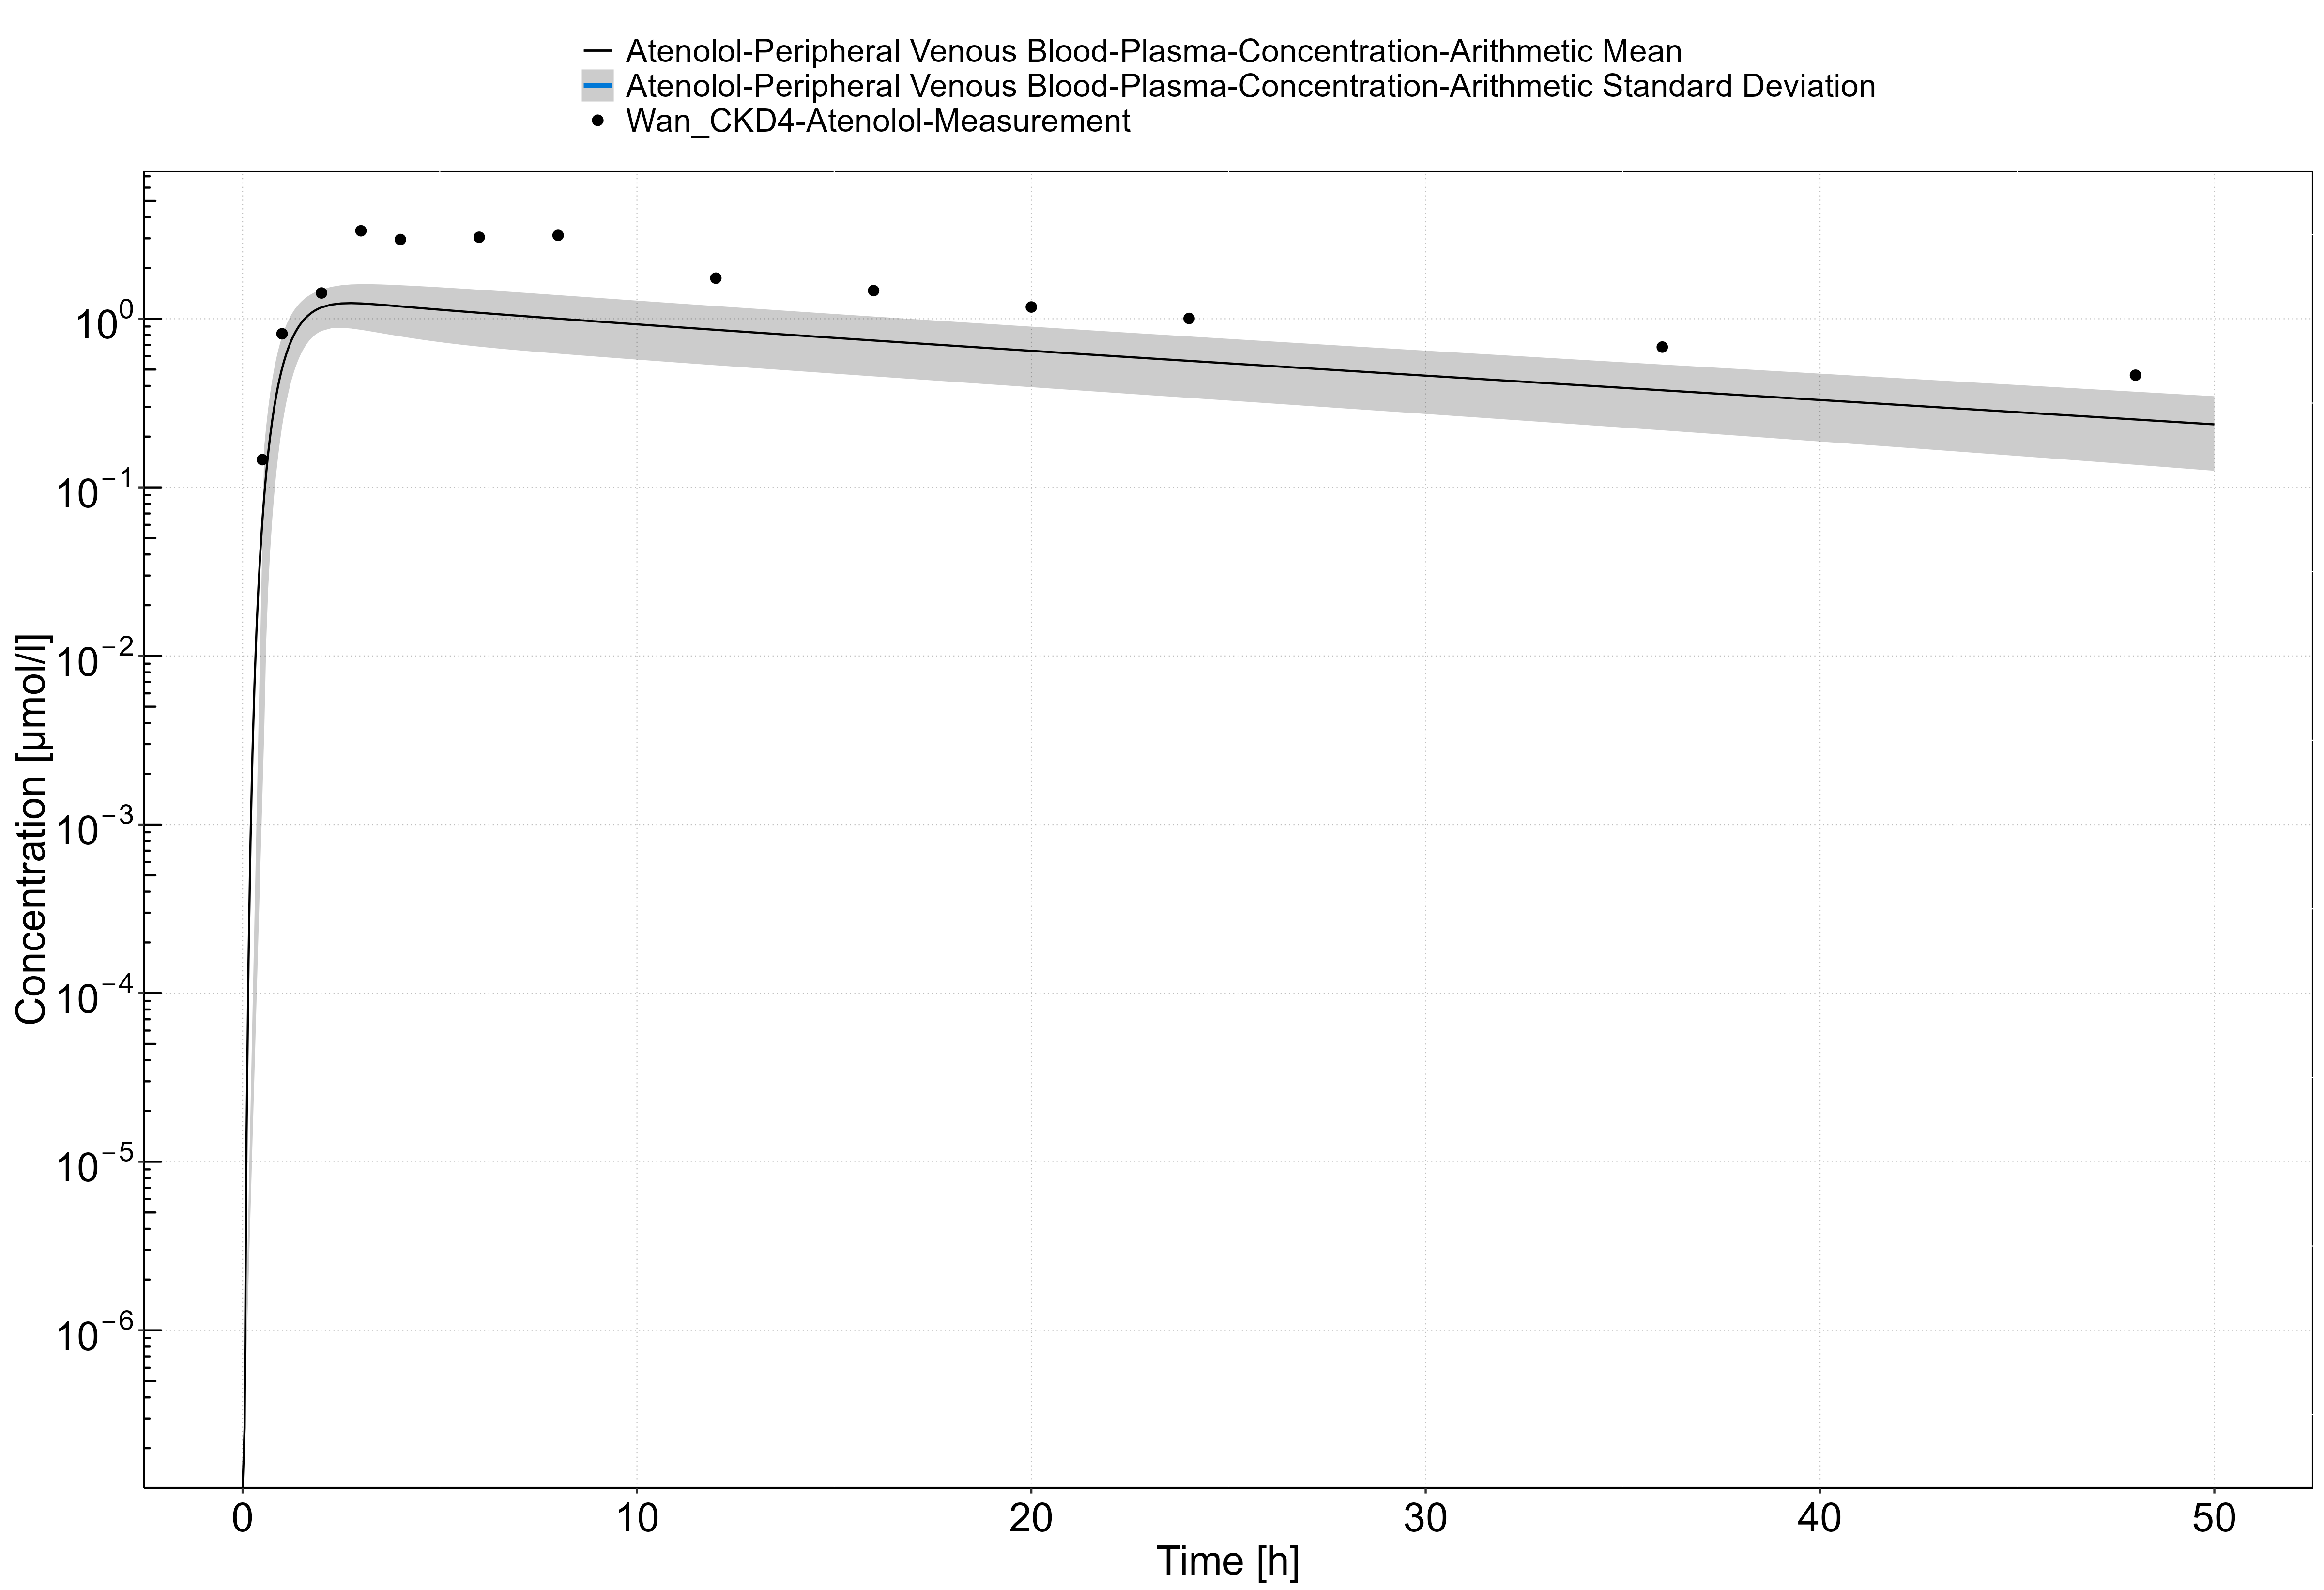 Atenolol-Peripheral Venous Blood-Plasma-Concentration-Arithmetic Mean
Atenolol-Peripheral Venous Blood-Plasma-Concentration-Arithmetic Standard Deviation
Wan_CKD4-Atenolol-Measurement
Concentration [µmol/l]
10⁰
10⁻¹
10⁻²
10⁻³
10⁻⁴
10⁻⁵
10⁻⁶
0 10 20 30 40 50
Time [h]